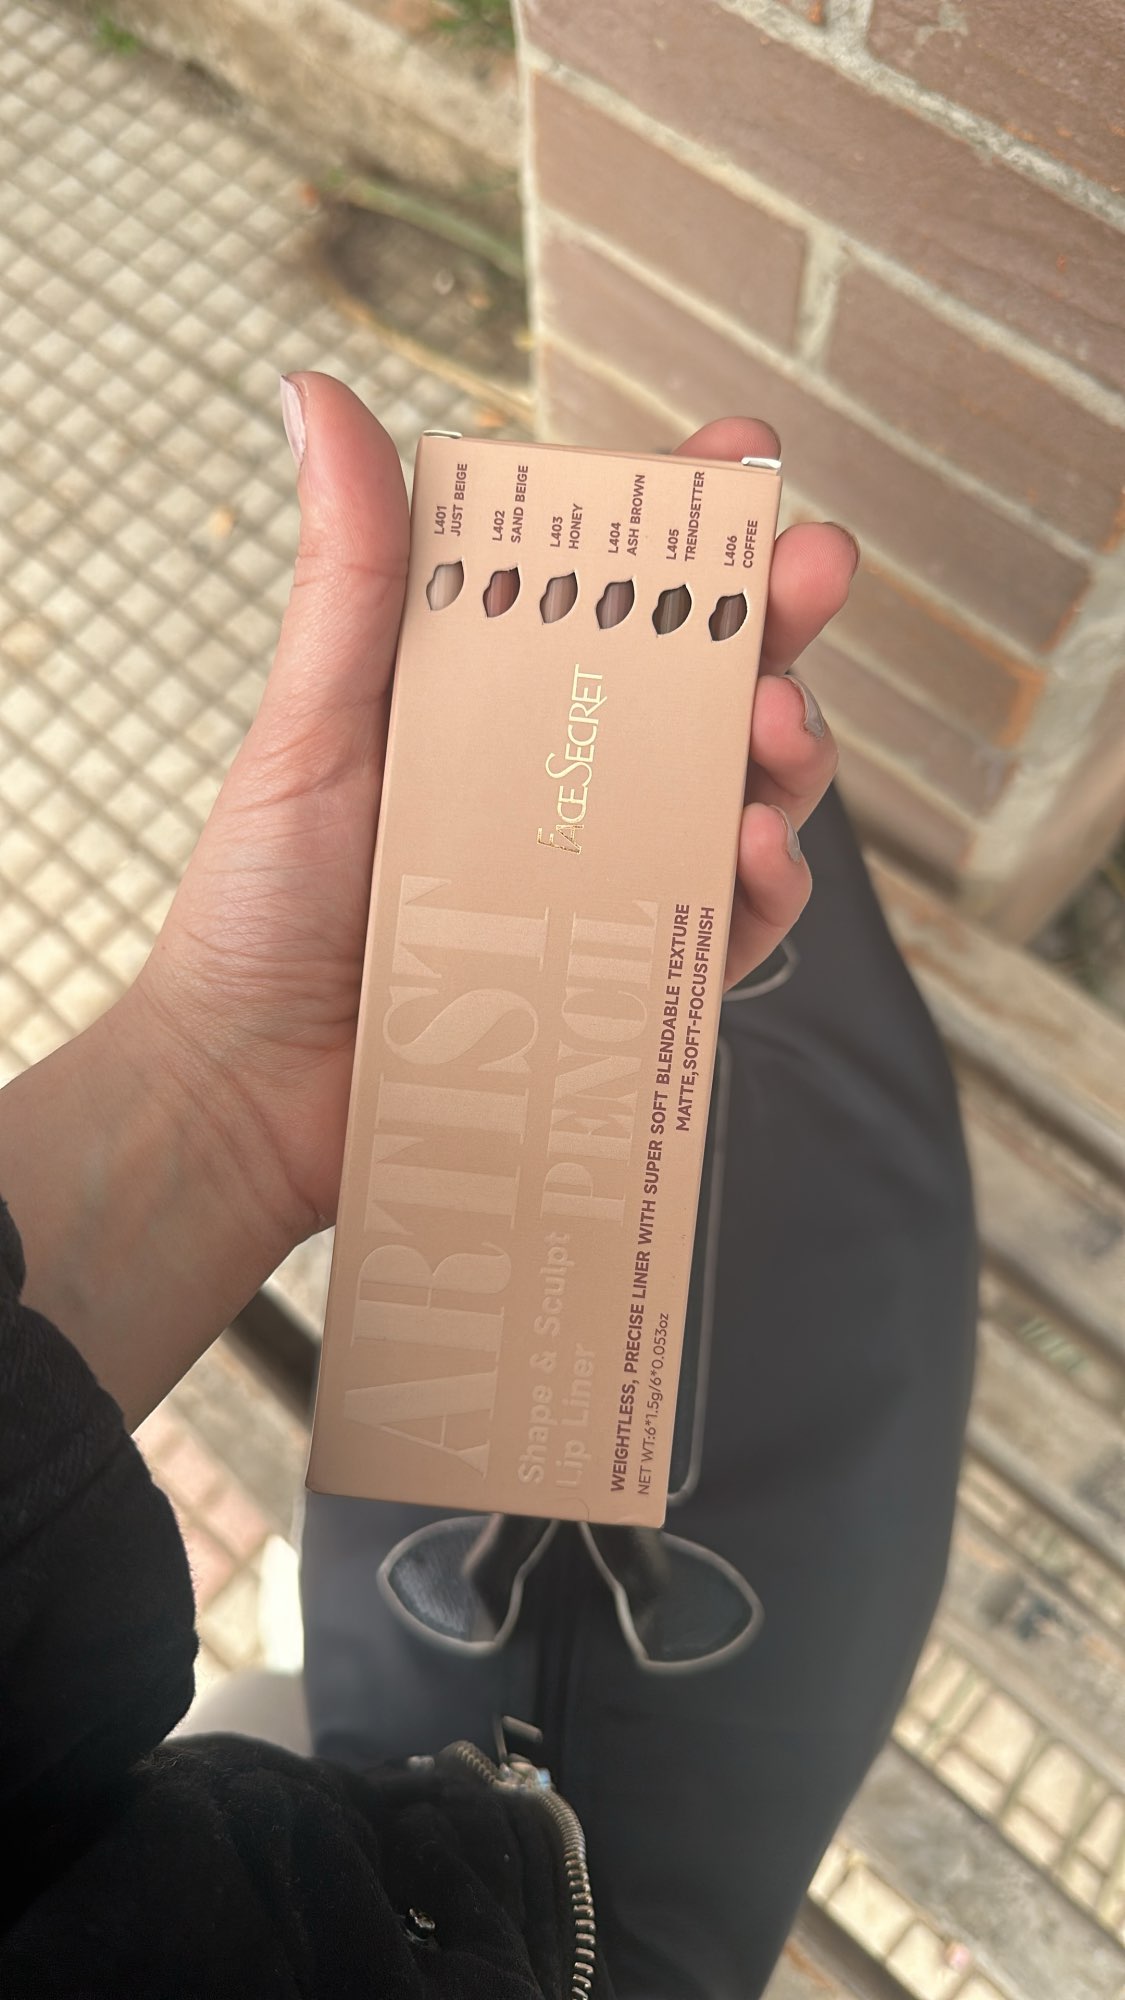 L401
JUST BEIGE
L402
SAND BEIGE
L403
HONEY
L404
ASH BROWN
L405
TRENDSETTER
L406
COFFEE
FACE SECRET
ARTIST
Shape & Sculpt
Lip Liner
PENCIL
WEIGHTLESS, PRECISE LINER WITH SUPER SOFT BLENDABLE TEXTURE
MATTE,SOFT-FOCUSFINISH
NET WT:6*1.5g/6*0.053oz